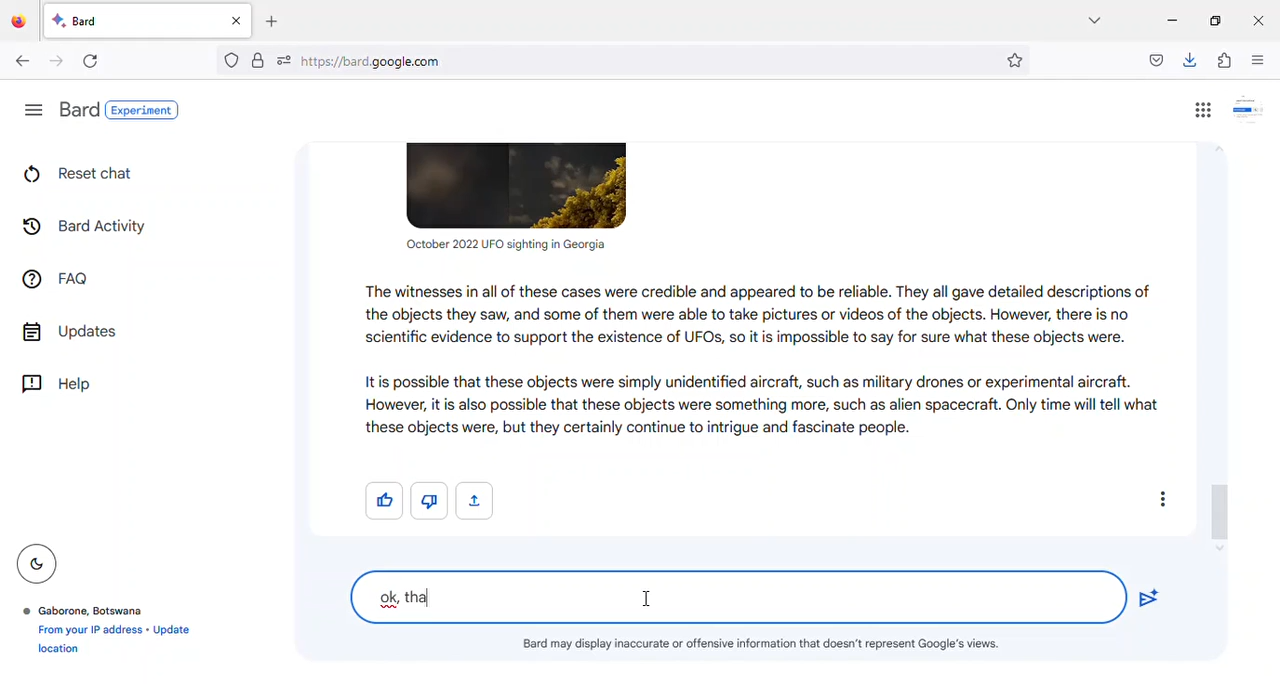 Bard
https://bard.google.com
Bard Experiment
Reset chat
Bard Activity
FAQ
Updates
Help
October 2022 UFO sighting in Georgia
The witnesses in all of these cases were credible and appeared to be reliable. They all gave detailed descriptions of
the objects they saw, and some of them were able to take pictures or videos of the objects. However, there is no
scientific evidence to support the existence of UFOs, so it is impossible to say for sure what these objects were.
It is possible that these objects were simply unidentified aircraft, such as military drones or experimental aircraft.
However, it is also possible that these objects were something more, such as alien spacecraft. Only time will tell what
these objects were, but they certainly continue to intrigue and fascinate people.
ok, tha
Bard may display inaccurate or offensive information that doesn't represent Google's views.
Gaborone, Botswana
From your IP address • Update
location